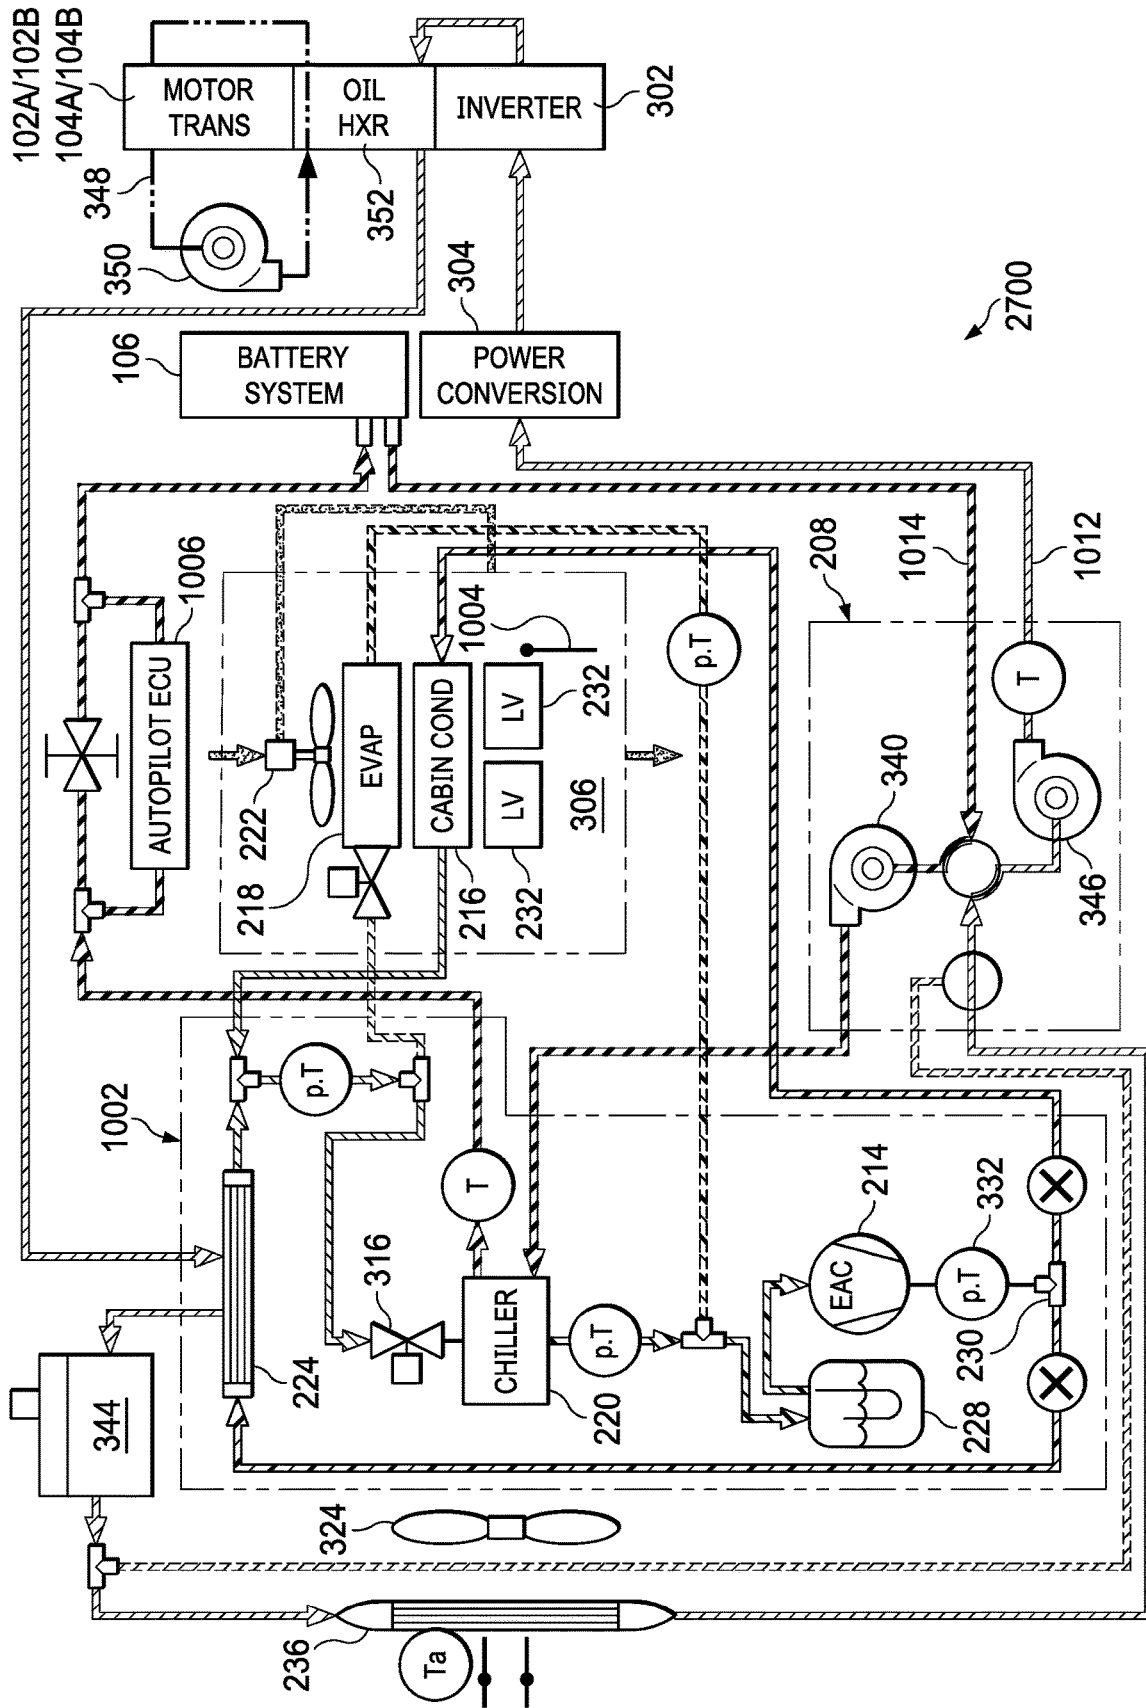 102A/102B
104A/104B
348
350
MOTOR
TRANS
OIL
HXR
352
INVERTER
302
106
BATTERY
SYSTEM
304
POWER
CONVERSION
2700
1006
AUTOPILOT ECU
222
218
EVAP
CABIN COND
216
1004
LV
232
LV
232
306
p.T
208
1014
1012
T
340
346
1002
p.T
T
316
CHILLER
220
p.T
224
214
EAC
332
p.T
230
228
344
324
236
Ta